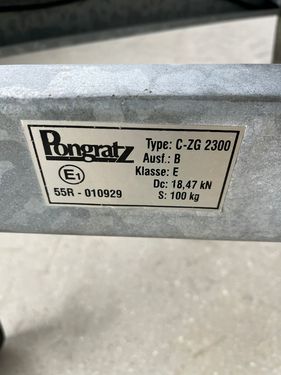 Pongratz
Type: C-ZG 2300
Ausf.: B
E1
Klasse: E
Dc: 18,47 kN
55R - 010929
S: 100 kg